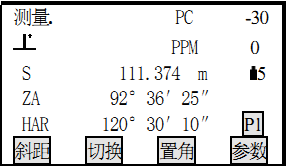 测量. PC -30
PPM 0
S 111.374 m 5
ZA 92° 36′ 25″
HAR 120° 30′ 10″ P1
斜距 切换 置角 参数